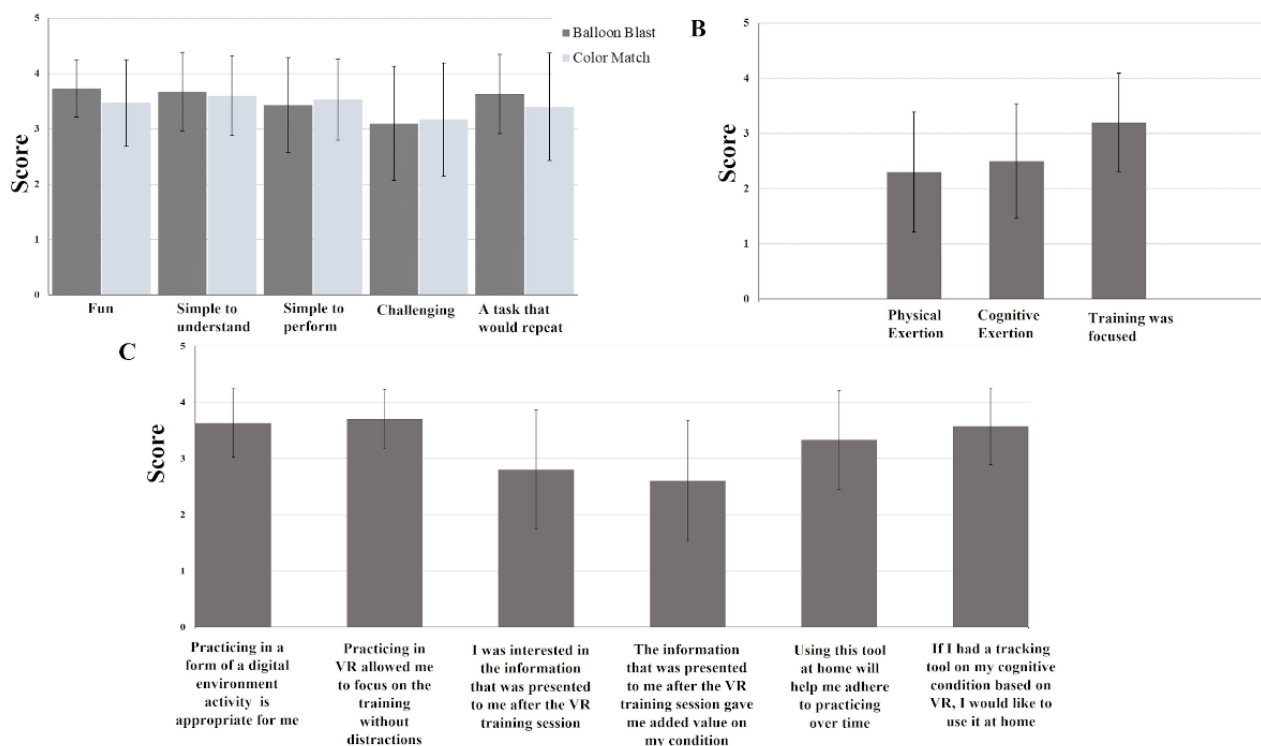 5
4
3
2
1
0
Score
Balloon Blast
Color Match
Fun
Simple to
understand
Simple to
perform
Challenging
A task that
would repeat
B
5
4
3
2
1
0
Score
Physical
Exertion
Cognitive
Exertion
Training was
focused
C
5
4
3
2
1
0
Score
Practicing in a
form of a digital
environment
activity is
appropriate for me
Practicing in
VR allowed me
to focus on the
training
without
distractions
I was interested in
the information
that was presented
to me after the VR
training session
The information
that was presented
to me after the VR
training session gave
me added value on
my condition
Using this tool
at home will
help me adhere
to practicing
over time
If I had a tracking
tool on my cognitive
condition based on
VR, I would like to
use it at home